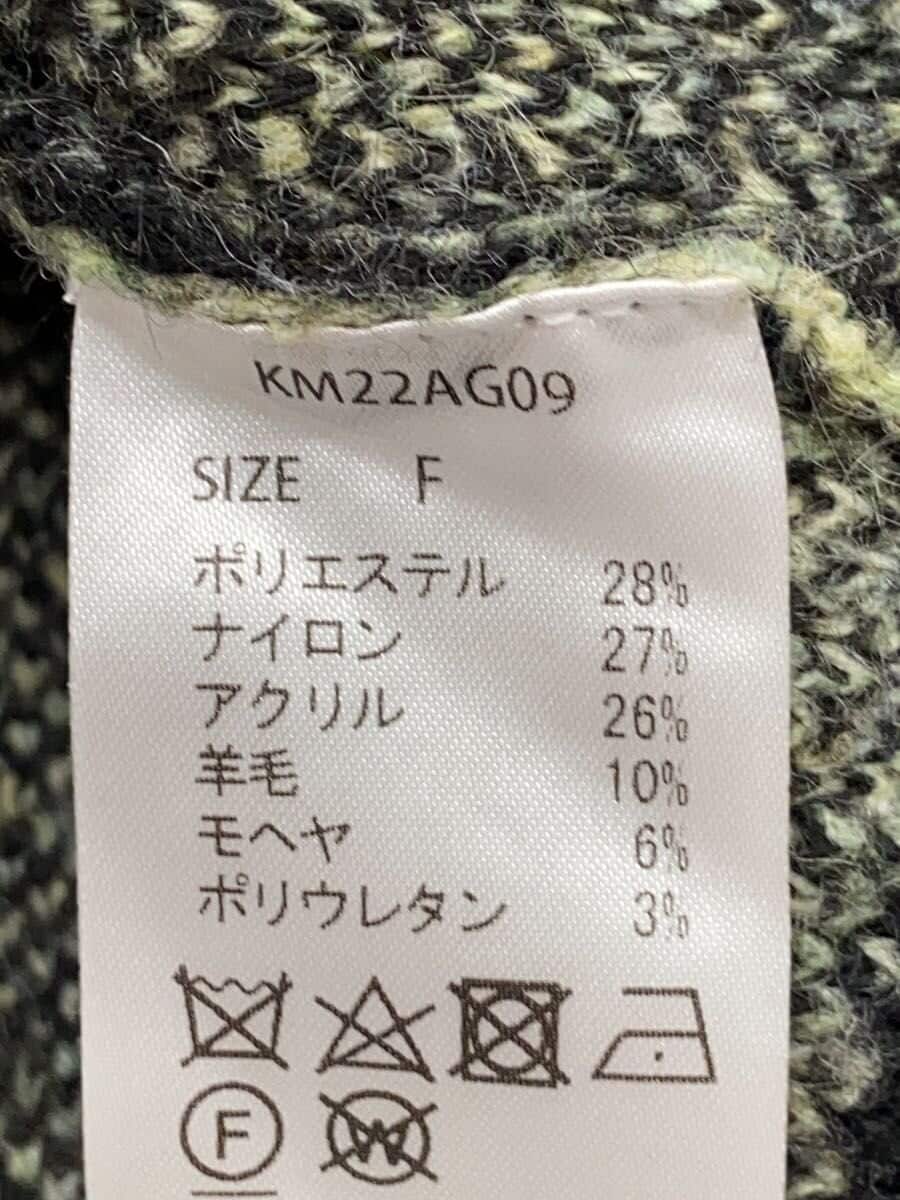 KM22AG09
SIZE F
ポリエステル 28%
ナイロン 27%
アクリル 26%
羊毛 10%
モヘヤ 6%
ポリウレタン 3%
F W